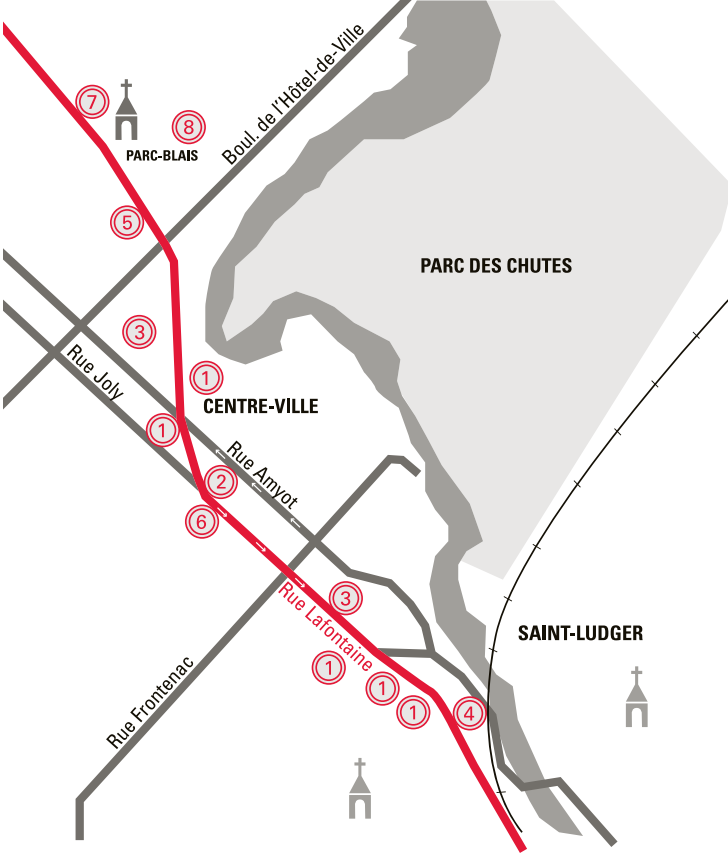 7
8
PARC-BLAIS
Boul. de l'Hôtel-de-Ville
5
PARC DES CHUTES
3
Rue Joly
1
CENTRE-VILLE
1
Rue Amyot
2
6
3
Rue Lafontaine
SAINT-LUDGER
1
Rue Frontenac
1
1
4